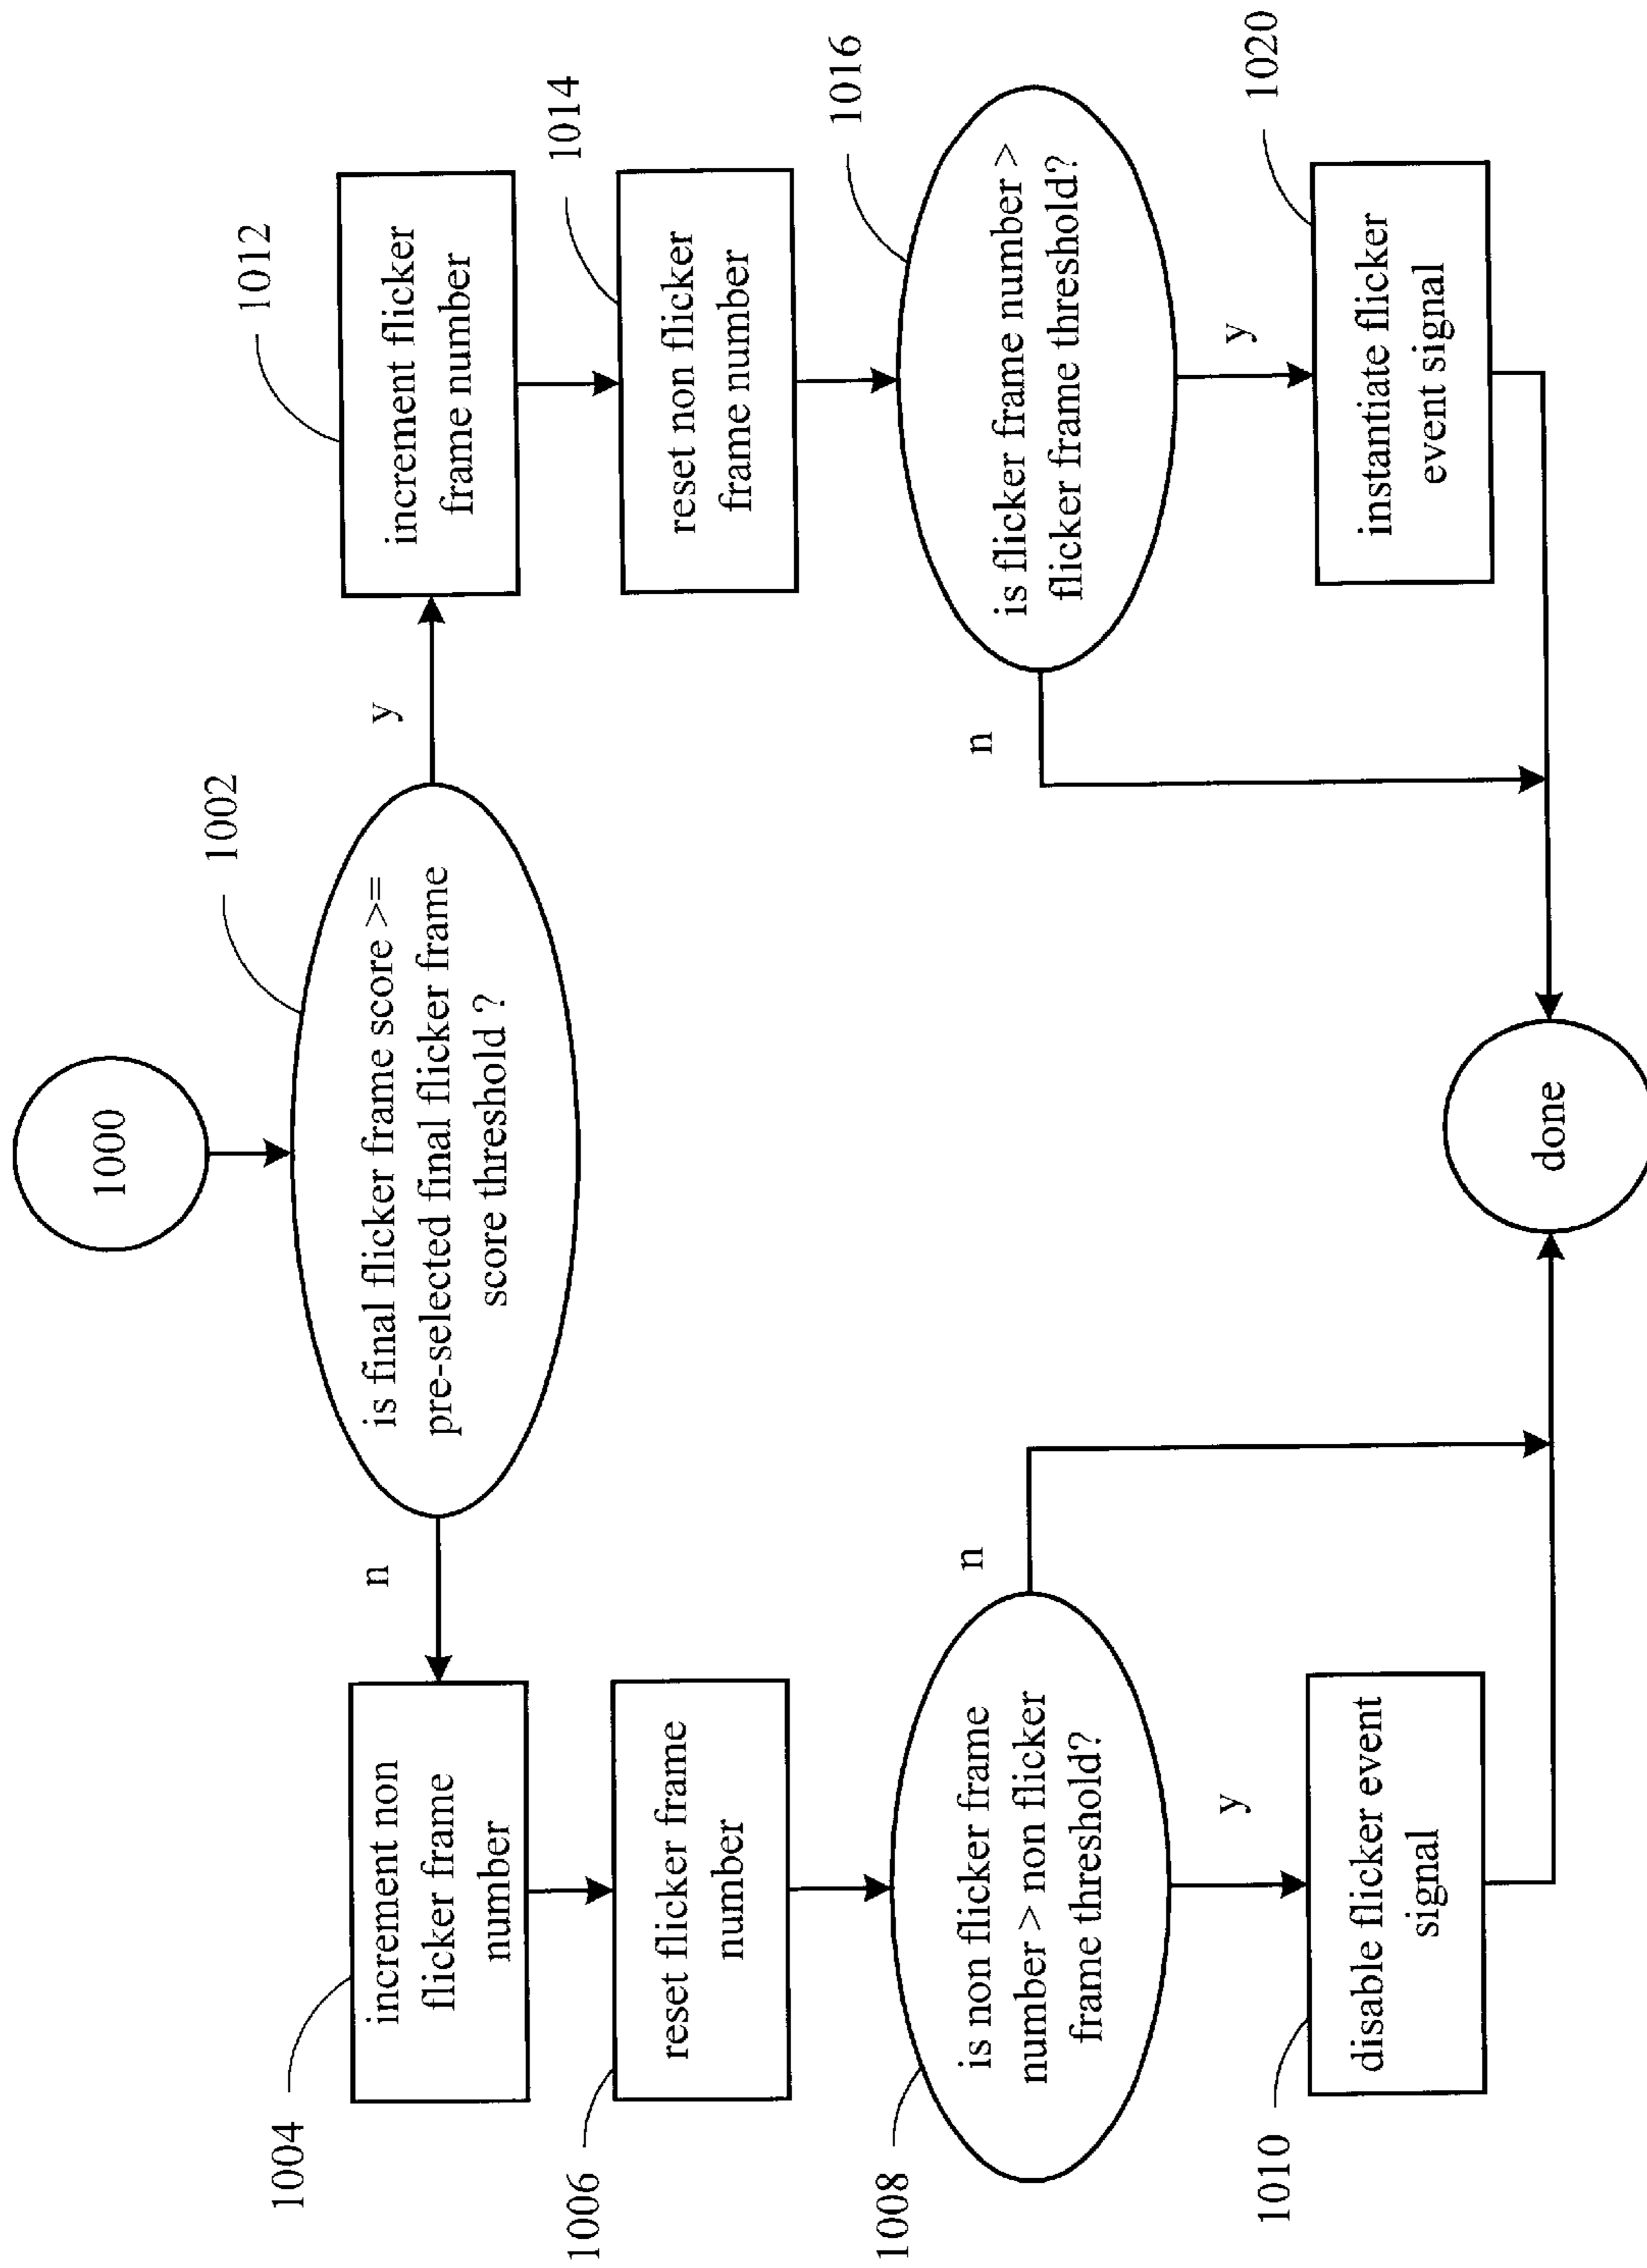 1000
1002
is final flicker frame score >=
pre-selected final flicker frame
score threshold ?
n
y
1004
increment non
flicker frame
number
1012
increment flicker
frame number
1006
reset flicker frame
number
1014
reset non flicker
frame number
1008
is non flicker frame
number > non flicker
frame threshold?
n
y
1016
is flicker frame number >
flicker frame threshold?
n
y
1010
disable flicker event
signal
1020
instantiate flicker
event signal
done